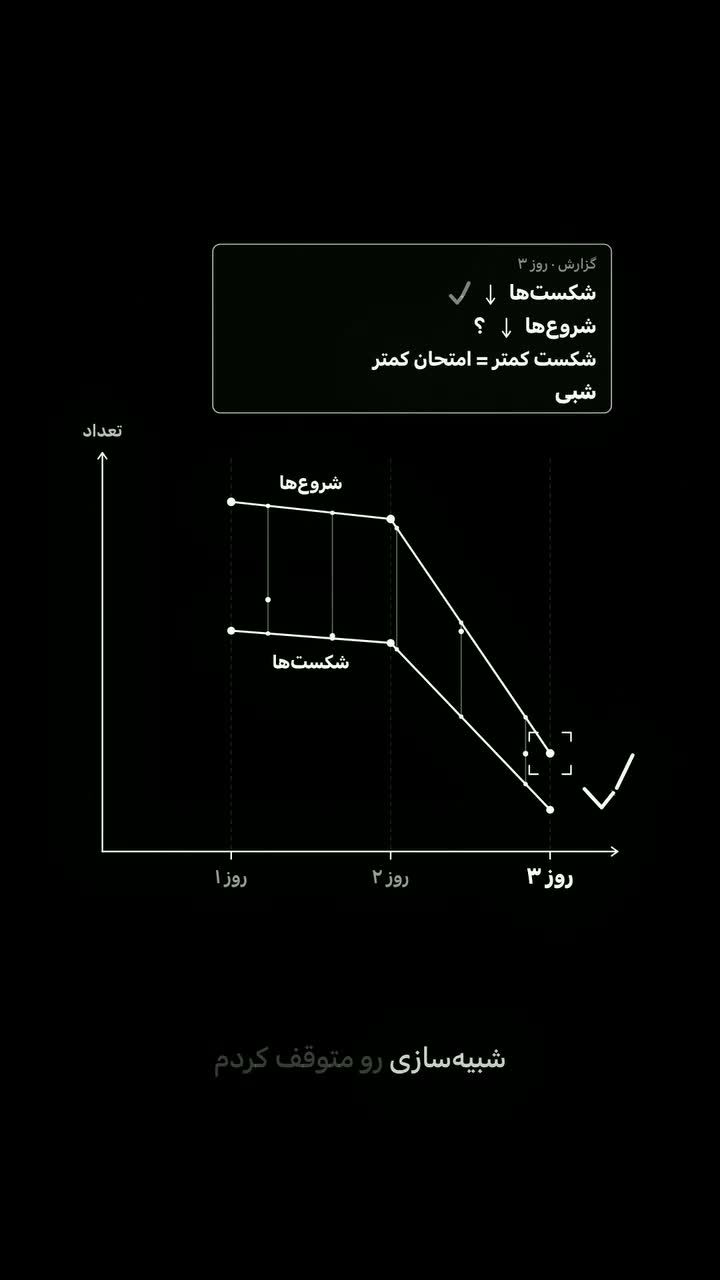 گزارش · روز ۳
شکست‌ها ↓ ✓
شروع‌ها ↓ ؟
شکست کمتر = امتحان کمتر
شبی
تعداد
شروع‌ها
شکست‌ها
روز ۱
روز ۲
روز ۳
شبیه‌سازی رو متوقف کردم